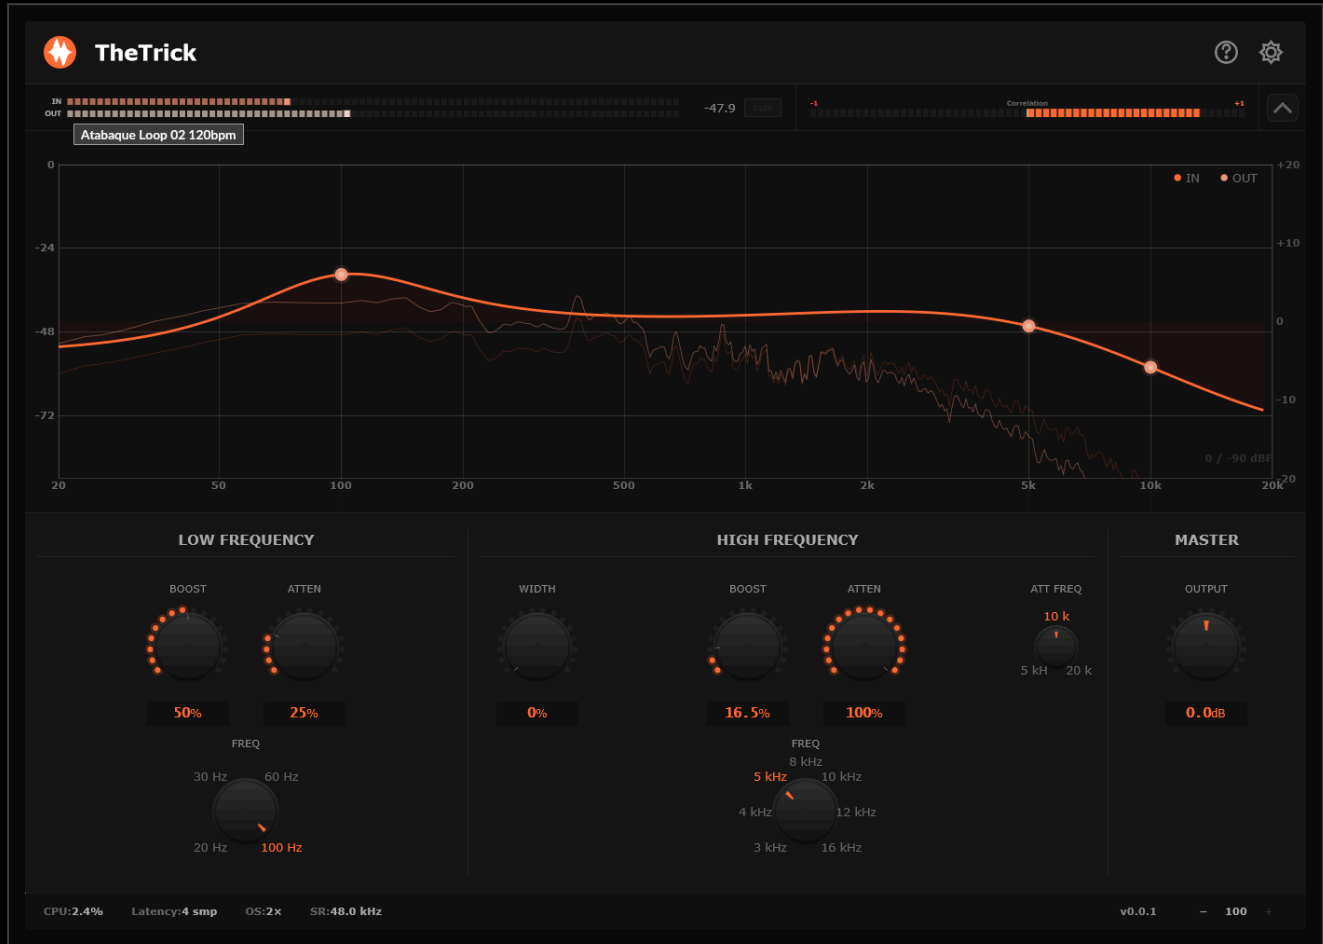 TheTrick
IN
OUT
-47.9
-1 Correlation +1
Atabaque Loop 02 120bpm
0 +20
IN OUT
-24 +10
-48 0
-72 -10
0 / -90 dBF
20 50 100 200 500 1k 2k 5k 10k 20k -20
LOW FREQUENCY HIGH FREQUENCY MASTER
BOOST ATTEN WIDTH BOOST ATTEN ATT FREQ OUTPUT
10 k
5 kH 20 k
50% 25% 0% 16.5% 100% 0.0dB
FREQ FREQ
8 kHz
30 Hz 60 Hz 5 kHz 10 kHz
4 kHz 12 kHz
20 Hz 100 Hz 3 kHz 16 kHz
CPU:2.4% Latency:4 smp OS:2× SR:48.0 kHz v0.0.1 − 100 +